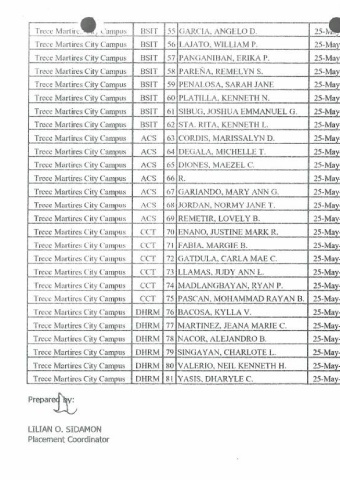 Trece Martires City Campus BSIT 55 GARCIA, ANGELO D. 25-May
Trece Martires City Campus BSIT 56 LAJATO, WILLIAM P. 25-May
Trece Martires City Campus BSIT 57 PANGANIBAN, ERIKA P. 25-May
Trece Martires City Campus BSIT 58 PAREÑA, REMELYN S. 25-May
Trece Martires City Campus BSIT 59 PENALOSA, SARAH JANE 25-May
Trece Martires City Campus BSIT 60 PLATILLA, KENNETH N. 25-May
Trece Martires City Campus BSIT 61 SIBUG, JOSHUA EMMANUEL G. 25-May
Trece Martires City Campus BSIT 62 STA. RITA, KENNETH L. 25-May
Trece Martires City Campus ACS 63 CORDIS, MARISSALYN D. 25-May
Trece Martires City Campus ACS 64 DEGALA, MICHELLE T. 25-May-
Trece Martires City Campus ACS 65 DIONES, MAEZEL C. 25-May-
Trece Martires City Campus ACS 66 R. 25-May-
Trece Martires City Campus ACS 67 GARIANDO, MARY ANN G. 25-May-
Trece Martires City Campus ACS 68 JORDAN, NORMY JANE T. 25-May-
Trece Martires City Campus ACS 69 REMETIR, LOVELY B. 25-May-
Trece Martires City Campus CCT 70 ENANO, JUSTINE MARK R. 25-May-
Trece Martires City Campus CCT 71 FABIA, MARGIE B. 25-May-
Trece Martires City Campus CCT 72 GATDULA, CARLA MAE C. 25-May-
Trece Martires City Campus CCT 73 LLAMAS, JUDY ANN L. 25-May-
Trece Martires City Campus CCT 74 MADLANGBAYAN, RYAN P. 25-May-
Trece Martires City Campus CCT 75 PASCAN, MOHAMMAD RAYAN B. 25-May-
Trece Martires City Campus DHRM 76 BACOSA, KYLLA V. 25-May-
Trece Martires City Campus DHRM 77 MARTINEZ, JEANA MARIE C. 25-May-
Trece Martires City Campus DHRM 78 NACOR, ALEJANDRO B. 25-May-
Trece Martires City Campus DHRM 79 SINGAYAN, CHARLOTE L. 25-May-
Trece Martires City Campus DHRM 80 VALERIO, NEIL KENNETH H. 25-May-
Trece Martires City Campus DHRM 81 YASIS, DHARYLE C. 25-May-
Prepared by:
LILIAN O. SIDAMON
Placement Coordinator